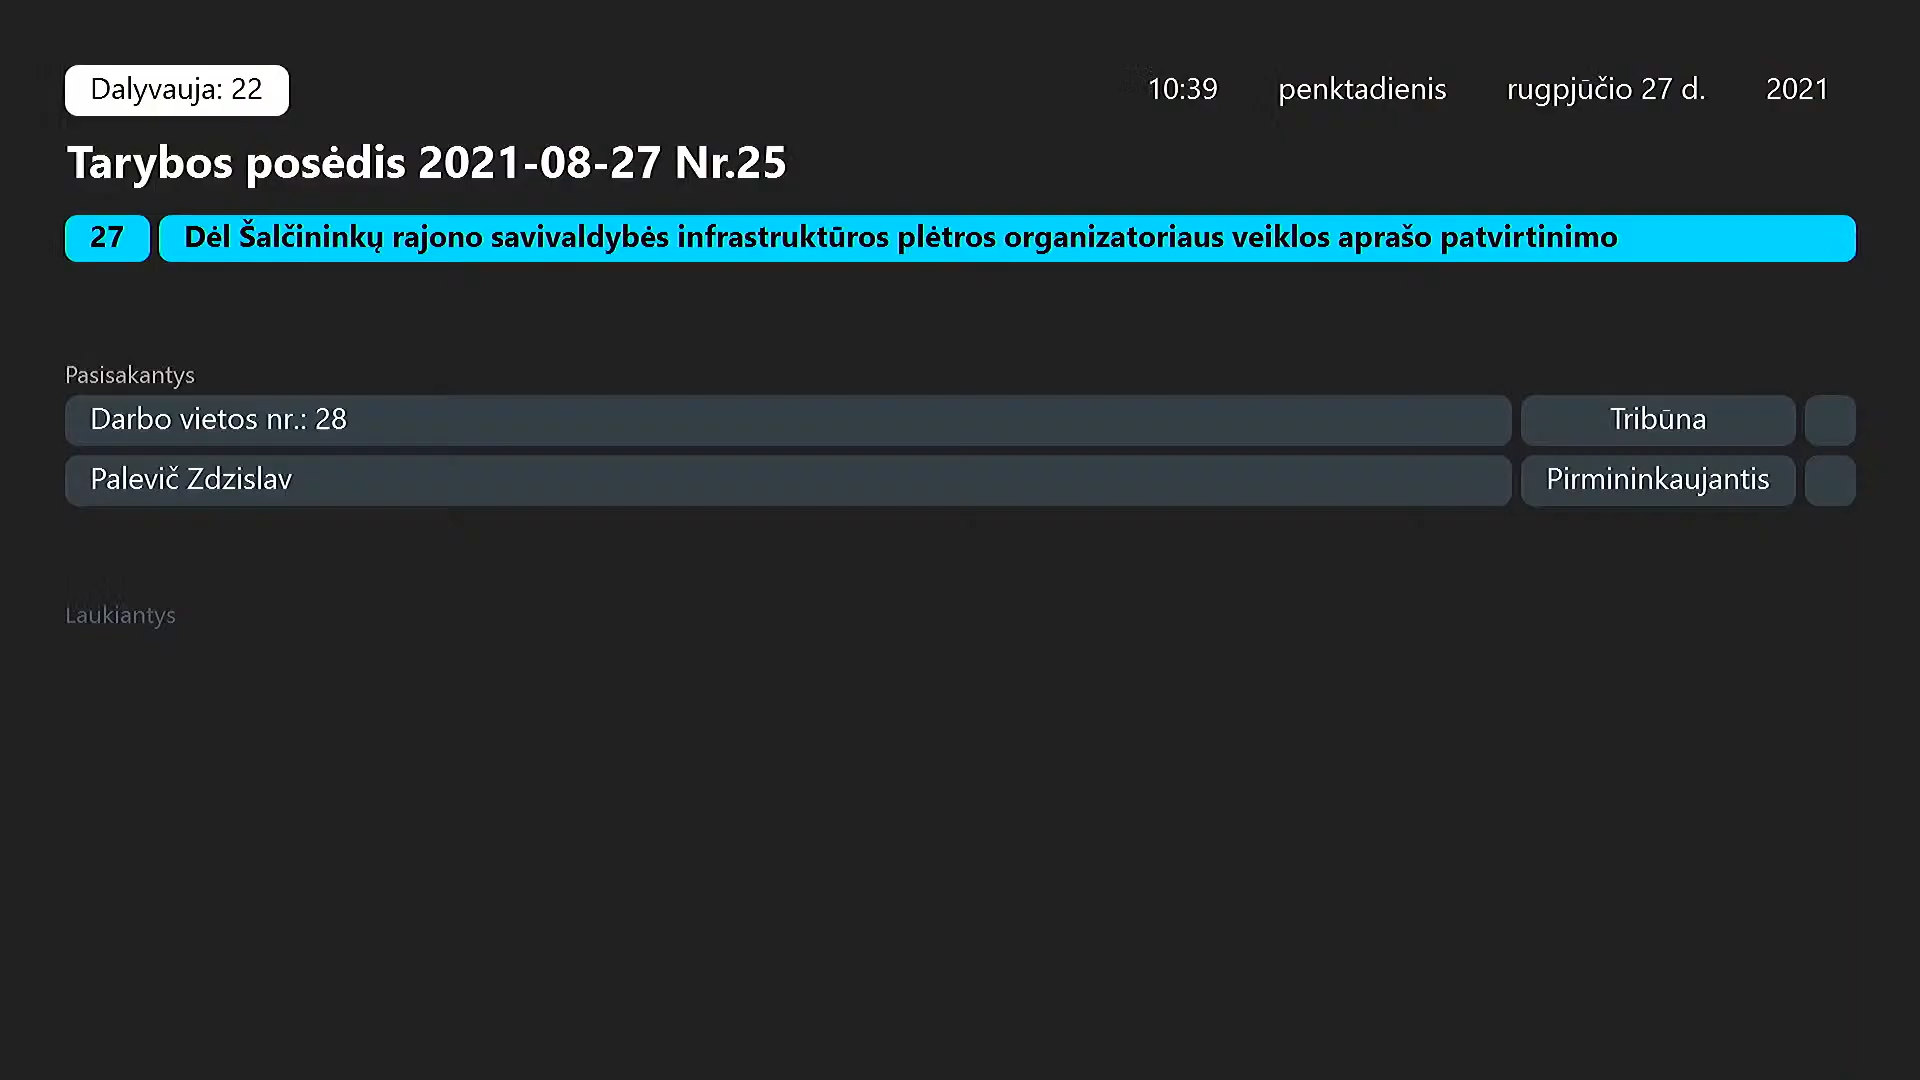 Dalyvauja: 22
10:39 penktadienis rugpjūčio 27 d. 2021
Tarybos posėdis 2021-08-27 Nr.25
27 Dėl Šalčininkų rajono savivaldybės infrastruktūros plėtros organizatoriaus veiklos aprašo patvirtinimo
Pasisakantys
Darbo vietos nr.: 28 Tribūna
Palevič Zdzislav Pirmininkaujantis
Laukiantys